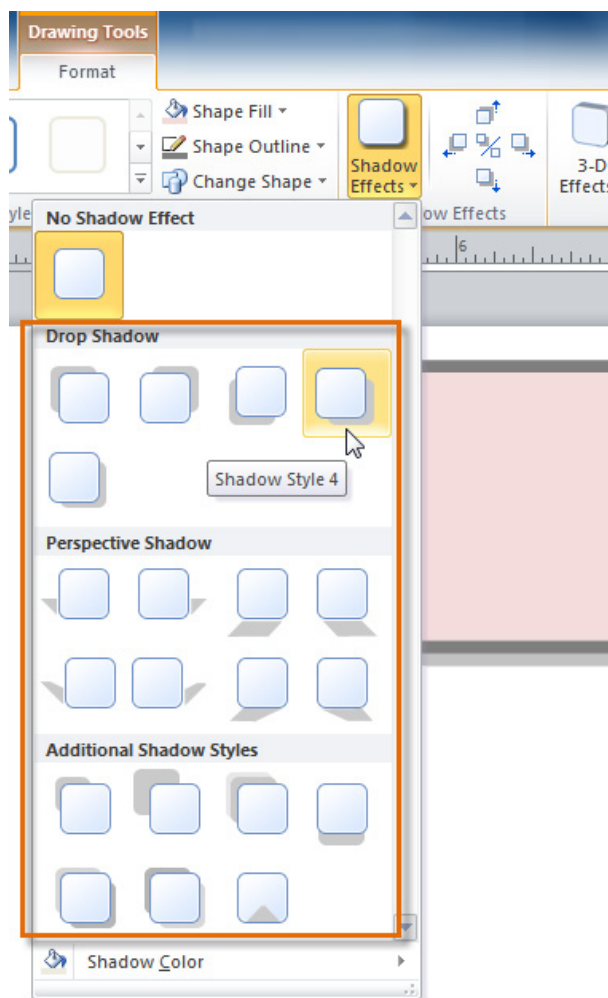 Drawing Tools
Format
Shape Fill
Shape Outline
Change Shape
Shadow
Effects
3-D
Effects
yle
ow Effects
6
No Shadow Effect
Drop Shadow
Shadow Style 4
Perspective Shadow
Additional Shadow Styles
Shadow Color